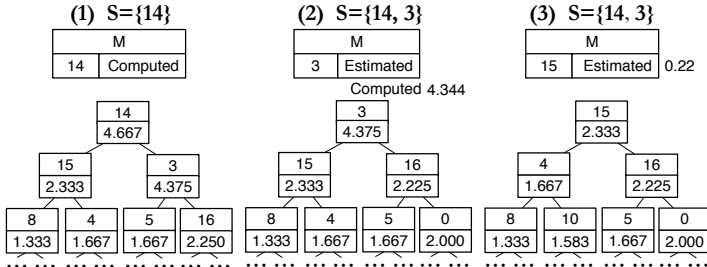 (1) S={14} (2) S={14, 3} (3) S={14, 3}
M M M
14 Computed 3 Estimated 15 Estimated 0.22
Computed 4.344
14 3 15
4.667 4.375 2.333
15 3 15 16 4 16
2.333 4.375 2.333 2.225 1.667 2.225
8 4 5 16 8 4 5 0 8 10 5 0
1.333 1.667 1.667 2.250 1.333 1.667 1.667 2.000 1.333 1.583 1.667 2.000
... ... ... ... ... ... ... ... ... ... ... ...